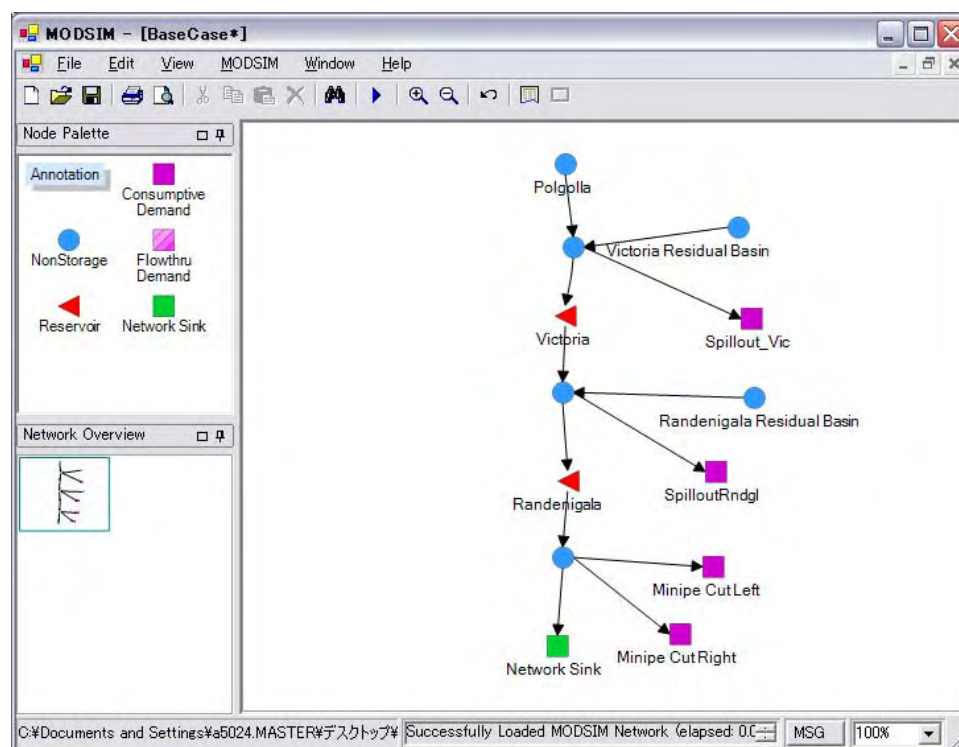 MODSIM - [BaseCase*]
File Edit View MODSIM Window Help
Node Palette
Annotation
Consumptive
Demand
NonStorage
Flowthru
Demand
Reservoir
Network Sink
Network Overview
Polgolla
Victoria Residual Basin
Spillout_Vic
Victoria
Randenigala Residual Basin
SpilloutRndgl
Randenigala
Minipe Cut Left
Minipe Cut Right
Network Sink
C:¥Documents and Settings¥a5024.MASTER¥デスクトップ¥
Successfully Loaded MODSIM Network (elapsed: 0.0
MSG
100%